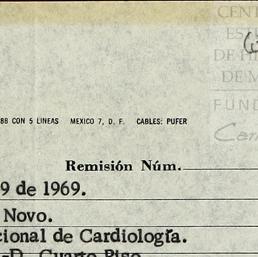 CENT
ES
DE HI
DE M
FUND
88 CON 5 LINEAS MEXICO 7, D. F. CABLES: PUFER
Remisión Núm.
9 de 1969.
Novo.
cional de Cardiología.
-D. Cuarto Piso